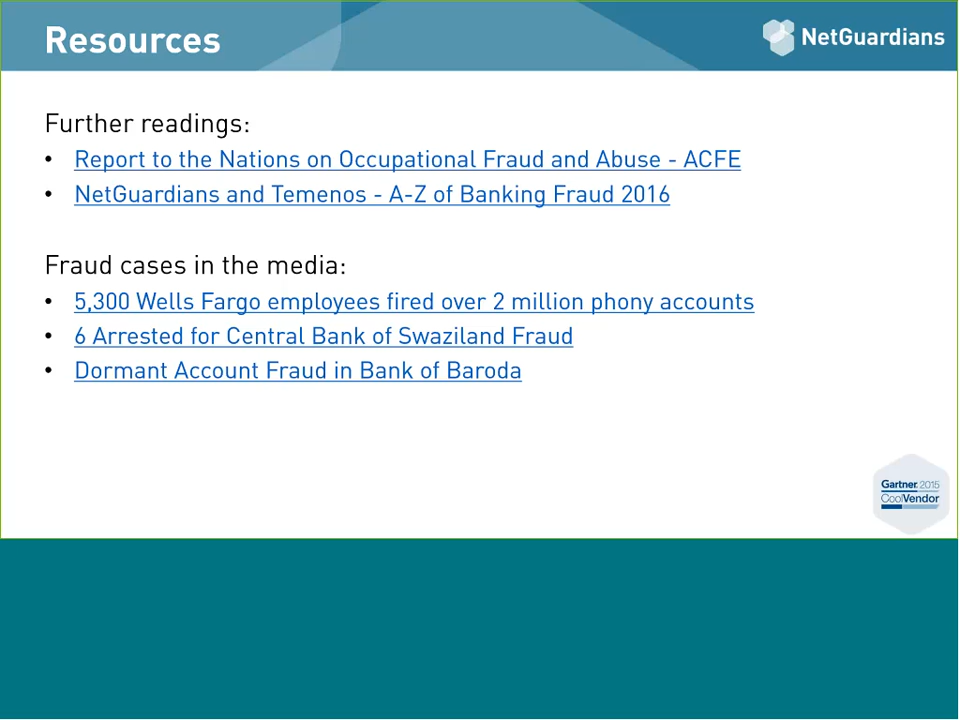 Resources
NetGuardians
Further readings:
• Report to the Nations on Occupational Fraud and Abuse - ACFE
• NetGuardians and Temenos - A-Z of Banking Fraud 2016
Fraud cases in the media:
• 5,300 Wells Fargo employees fired over 2 million phony accounts
• 6 Arrested for Central Bank of Swaziland Fraud
• Dormant Account Fraud in Bank of Baroda
Gartner 2015
CoolVendor